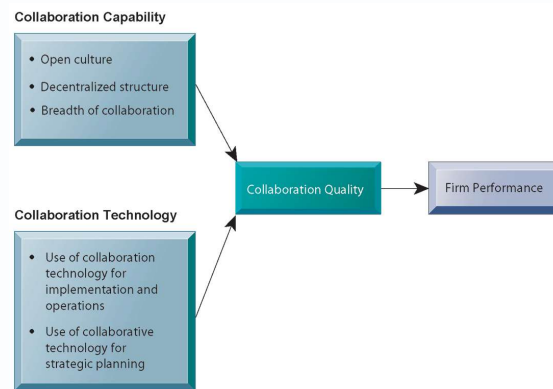 Collaboration Capability
• Open culture
• Decentralized structure
• Breadth of collaboration
Collaboration Quality
Firm Performance
Collaboration Technology
• Use of collaboration
technology for
implementation and
operations
• Use of collaborative
technology for
strategic planning